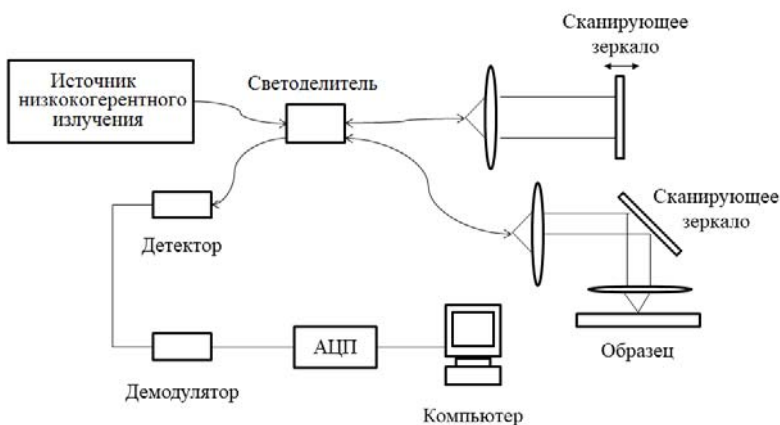 Сканирующее
зеркало
Источник
низкокогерентного
излучения
Светоделитель
Сканирующее
зеркало
Детектор
АЦП
Образец
Демодулятор
Компьютер